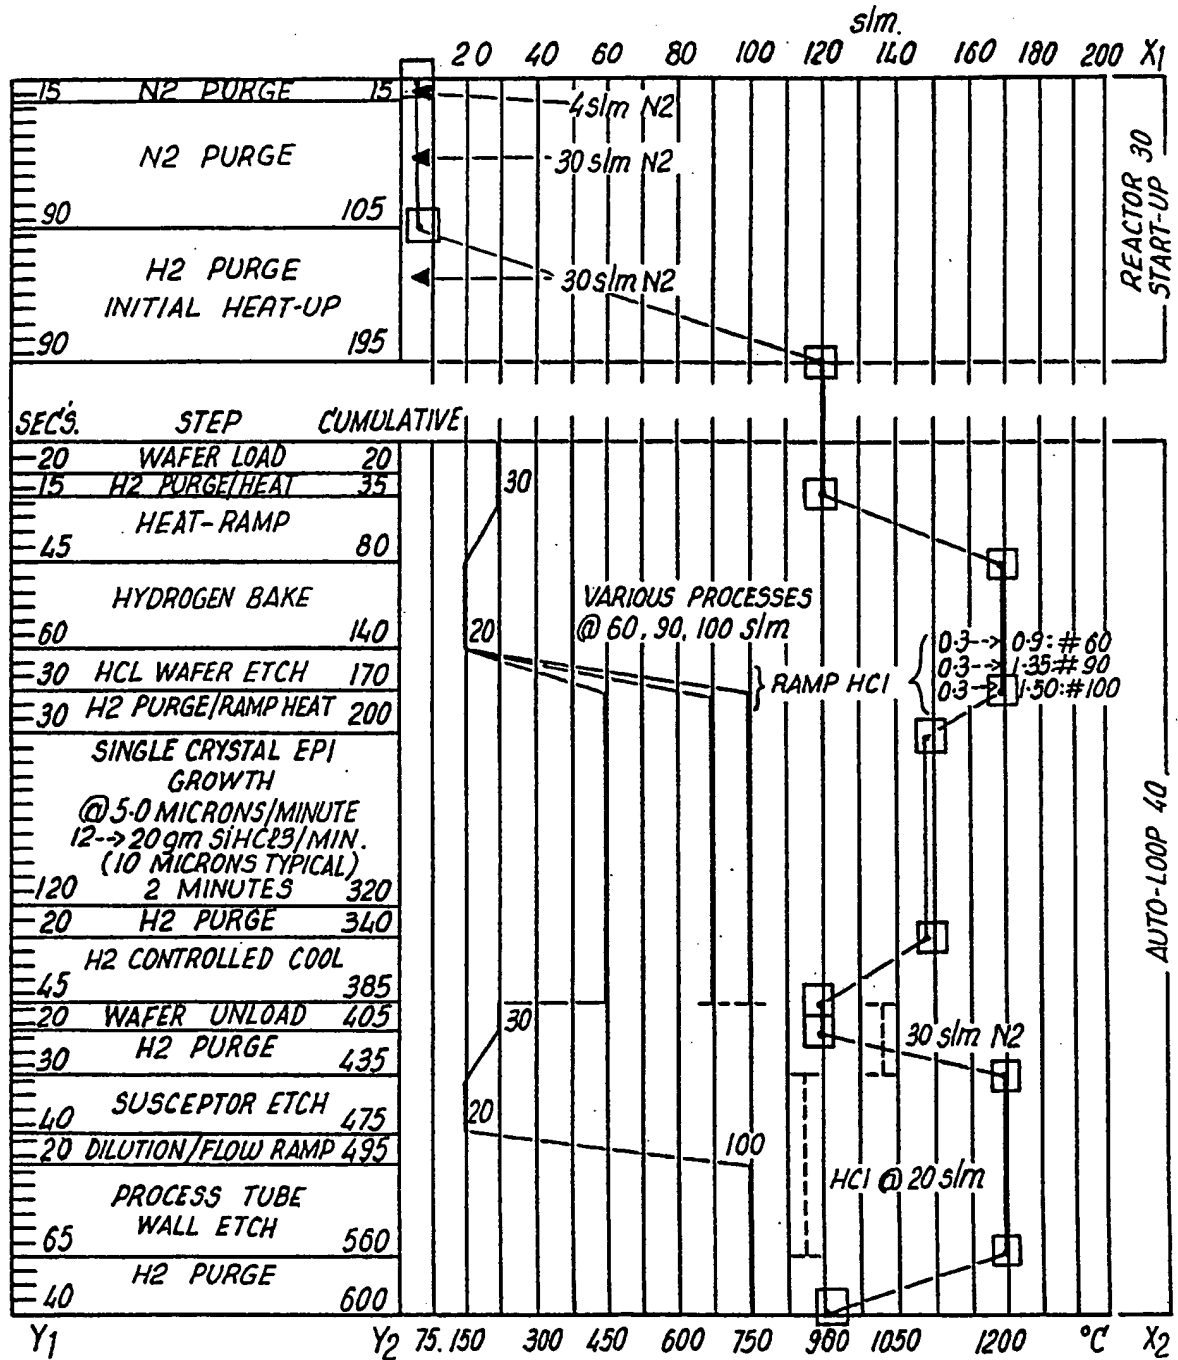 slm.
20 40 60 80 100 120 140 160 180 200 X1
15 N2 PURGE 15
4slm N2
N2 PURGE
30 slm N2
90 105
H2 PURGE
INITIAL HEAT-UP
30 slm N2
90 195
REACTOR 30
START-UP
SEC'S. STEP CUMULATIVE
20 WAFER LOAD 20
15 H2 PURGE/HEAT 35
30
HEAT-RAMP
45 80
HYDROGEN BAKE
60 140
VARIOUS PROCESSES
@ 60, 90, 100 slm
20
0.3--> 0.9:#60
0.3--> 1.35:#90
0.3--> 1.50:#100
} RAMP HCl {
30 HCL WAFER ETCH 170
30 H2 PURGE/RAMP HEAT 200
SINGLE CRYSTAL EPI
GROWTH
@ 5.0 MICRONS/MINUTE
12-->20 gm SiHCl3/MIN.
(10 MICRONS TYPICAL)
120 2 MINUTES 320
20 H2 PURGE 340
H2 CONTROLLED COOL
45 385
20 WAFER UNLOAD 405
30
30 slm N2
H2 PURGE
30 435
SUSCEPTOR ETCH
40 475
20
20 DILUTION/FLOW RAMP 495
100
HCl @ 20 slm
PROCESS TUBE
WALL ETCH
65 560
H2 PURGE
40 600
AUTO-LOOP 40
Y1 Y2 75. 150 300 450 600 750 900 1050 1200 °C X2